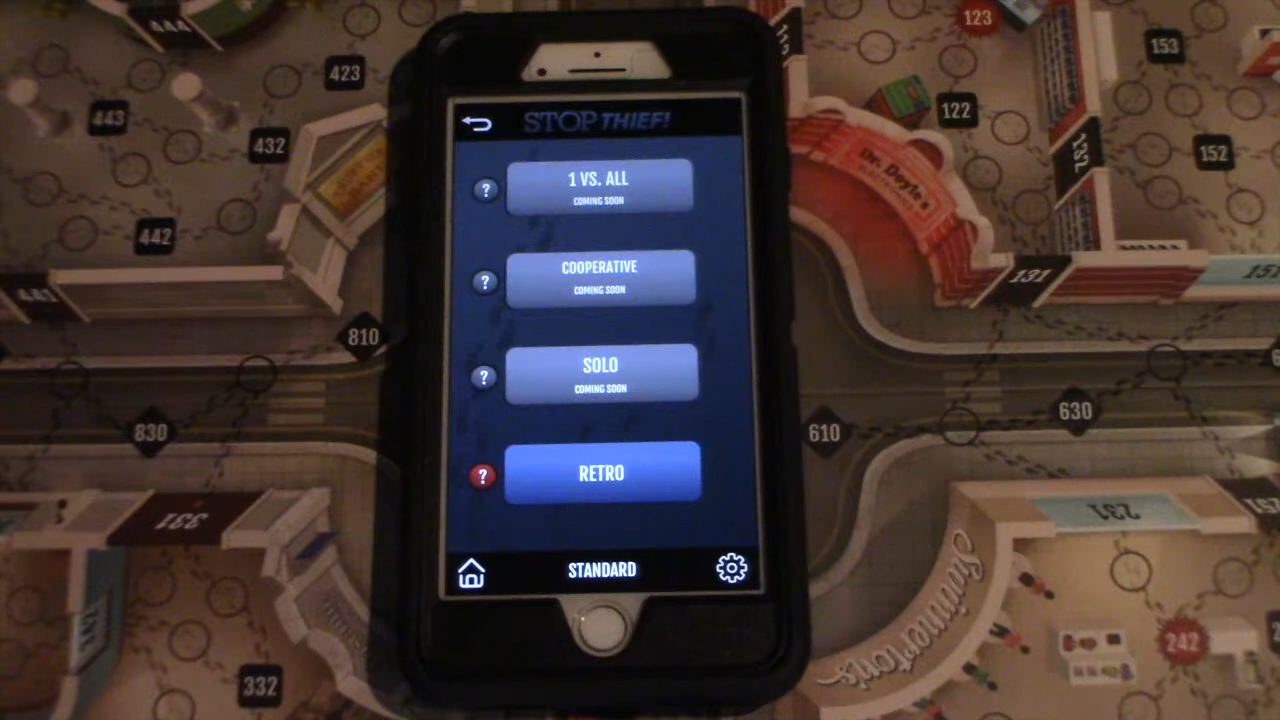 444
423
443
432
442
441
810
830
331
332
STOP THIEF!
?
1 VS. ALL
COMING SOON
?
COOPERATIVE
COMING SOON
?
SOLO
COMING SOON
?
RETRO
STANDARD
123
153
122
132
152
Dr. Doyle's
131
151
610
630
231
251
Swinnerton's
242